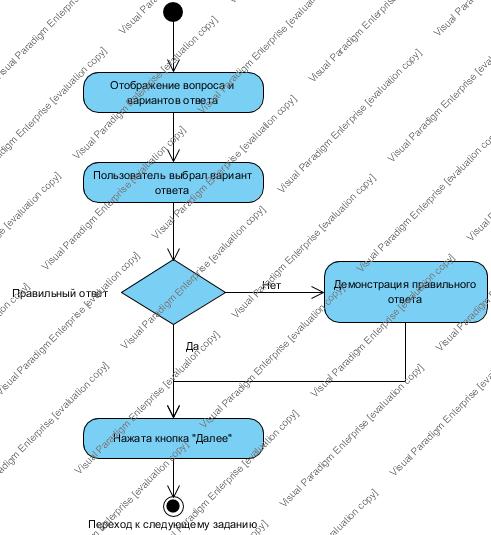 Отображение вопроса и
вариантов ответа
Пользователь выбрал вариант
ответа
Правильный ответ
Нет
Демонстрация правильного
ответа
Да
Нажата кнопка "Далее"
Переход к следующему заданию
Visual Paradigm Enterprise [evaluation copy]